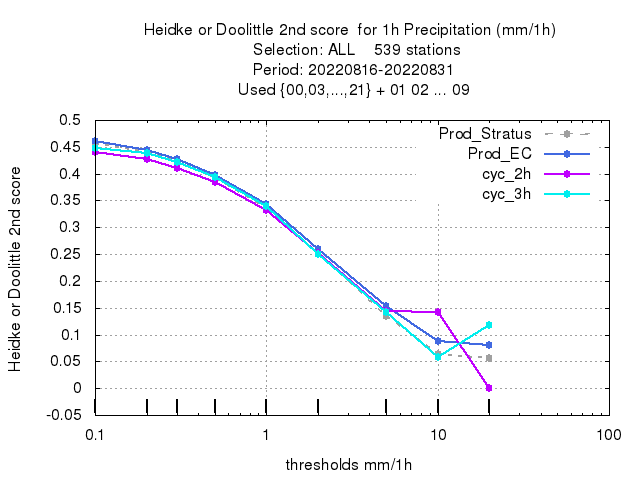 Heidke or Doolittle 2nd score  for 1h Precipitation (mm/1h)
Selection: ALL    539 stations
Period: 20220816-20220831
Used {00,03,...,21} + 01 02 ... 09
Prod_Stratus
Prod_EC
cyc_2h
cyc_3h
Heidke or Doolittle 2nd score
0.5
0.45
0.4
0.35
0.3
0.25
0.2
0.15
0.1
0.05
0
-0.05
0.1 1 10 100
thresholds mm/1h